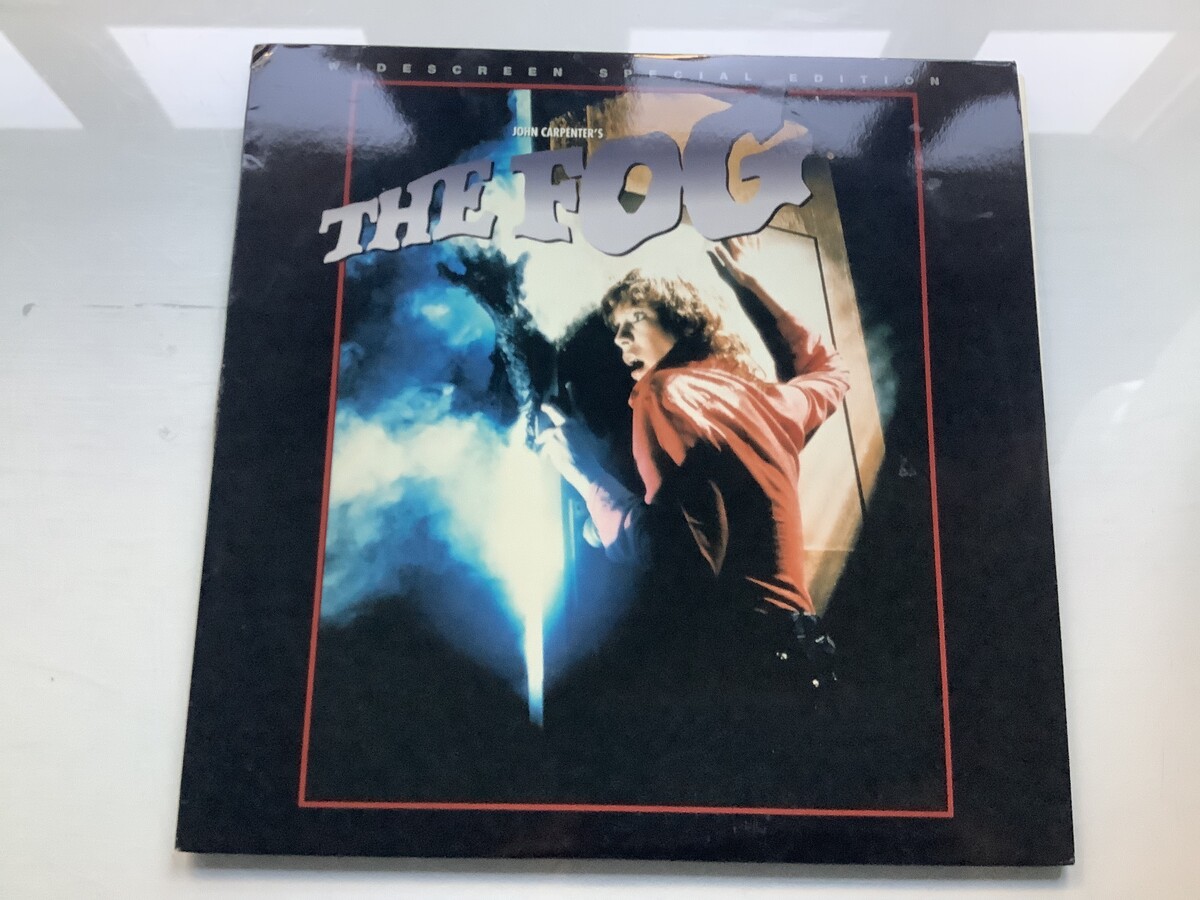 WIDESCREEN SPECIAL EDITION
JOHN CARPENTER'S
THE FOG